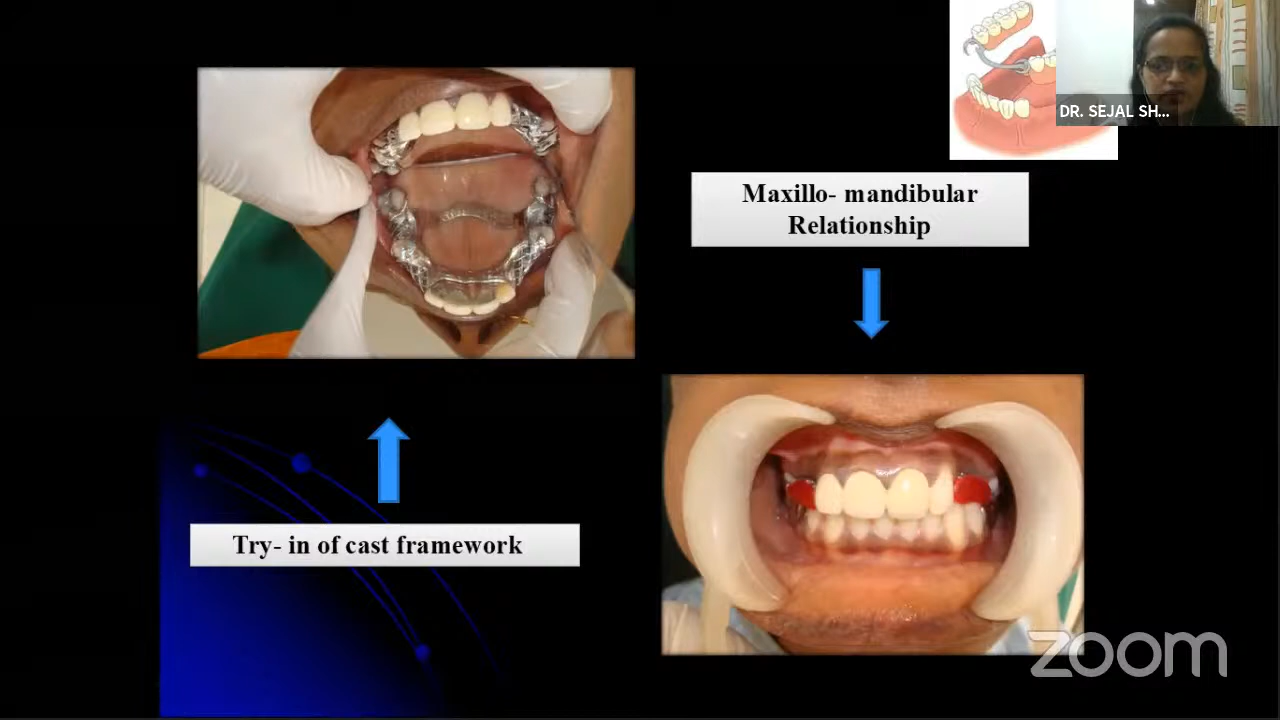 DR. SEJAL SH...
Maxillo- mandibular
Relationship
Try- in of cast framework
zoom